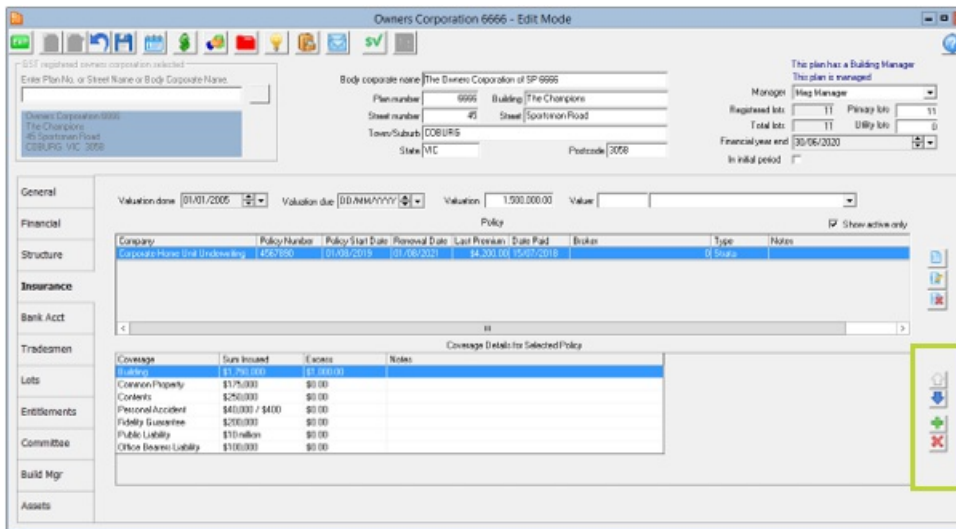 Owners Corporation 6666 - Edit Mode
SV
GST registered owners corporation selected
Enter Plan No. or Street Name or Body Corporate Name.
Owners Corporation 6666
The Champions
45 Sportsman Road
COBURG VIC 3058
Body corporate name The Owners Corporation of SP 6666
Plan number 6666 Building The Champions
Street number 45 Street Sportsman Road
Town/Suburb COBURG
State VIC Postcode 3058
This plan has a Building Manager
This plan is managed
Manager Meg Manager
Registered lots 11 Primary lots 11
Total lots 11 Utility lots 0
Financial year end 30/06/2020
In initial period
General
Financial
Structure
Insurance
Bank Acct
Tradesmen
Lots
Entitlements
Committee
Build Mgr
Assets
Valuation done 01/01/2005 Valuation due DD/MM/YYYY Valuation 1,500,000.00 Valuer
Policy
Show active only
Company Policy Number Policy Start Date Renewal Date Last Premium Date Paid Broker Type Notes
Corporate Home Unit Underwriting 4567890 01/08/2019 01/08/2021 $4,200.00 15/07/2018 0 Strata
Coverage Details for Selected Policy
Coverage Sum Insured Excess Notes
Building $1,750,000 $1,000.00
Common Property $175,000 $0.00
Contents $250,000 $0.00
Personal Accident $40,000 / $400 $0.00
Fidelity Guarantee $200,000 $0.00
Public Liability $10 million $0.00
Office Bearers Liability $100,000 $0.00